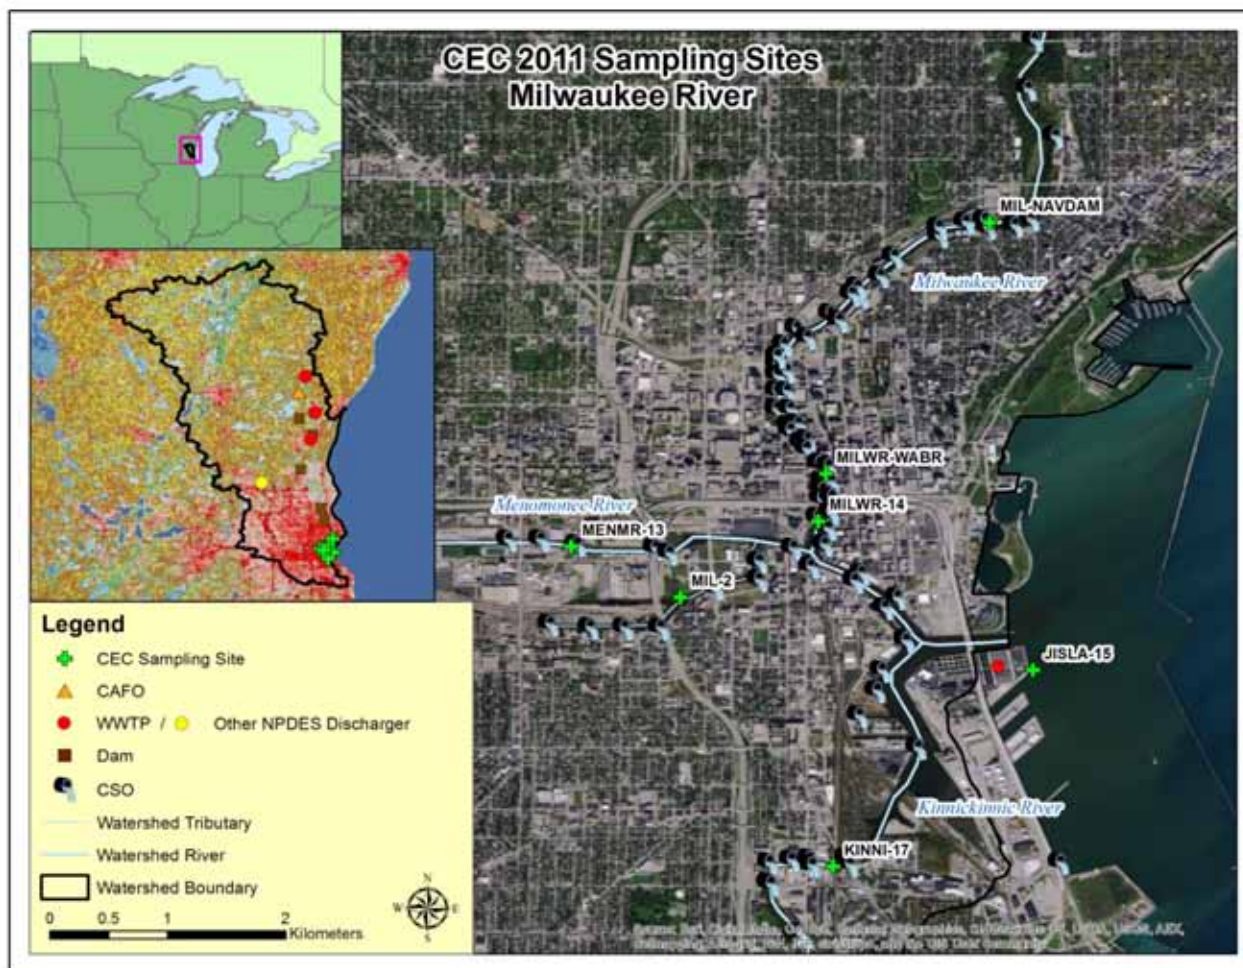 CEC 2011 Sampling Sites
Milwaukee River
MIL-NAVDAM
Milwaukee River
MILWR-WABR
Menomonee River
MILWR-14
MENMR-13
MIL-2
JISLA-15
Kinnickinnic River
KINNI-17
Legend
CEC Sampling Site
CAFO
WWTP / Other NPDES Discharger
Dam
CSO
Watershed Tributary
Watershed River
Watershed Boundary
N
W E
S
0 0.5 1 2
Kilometers